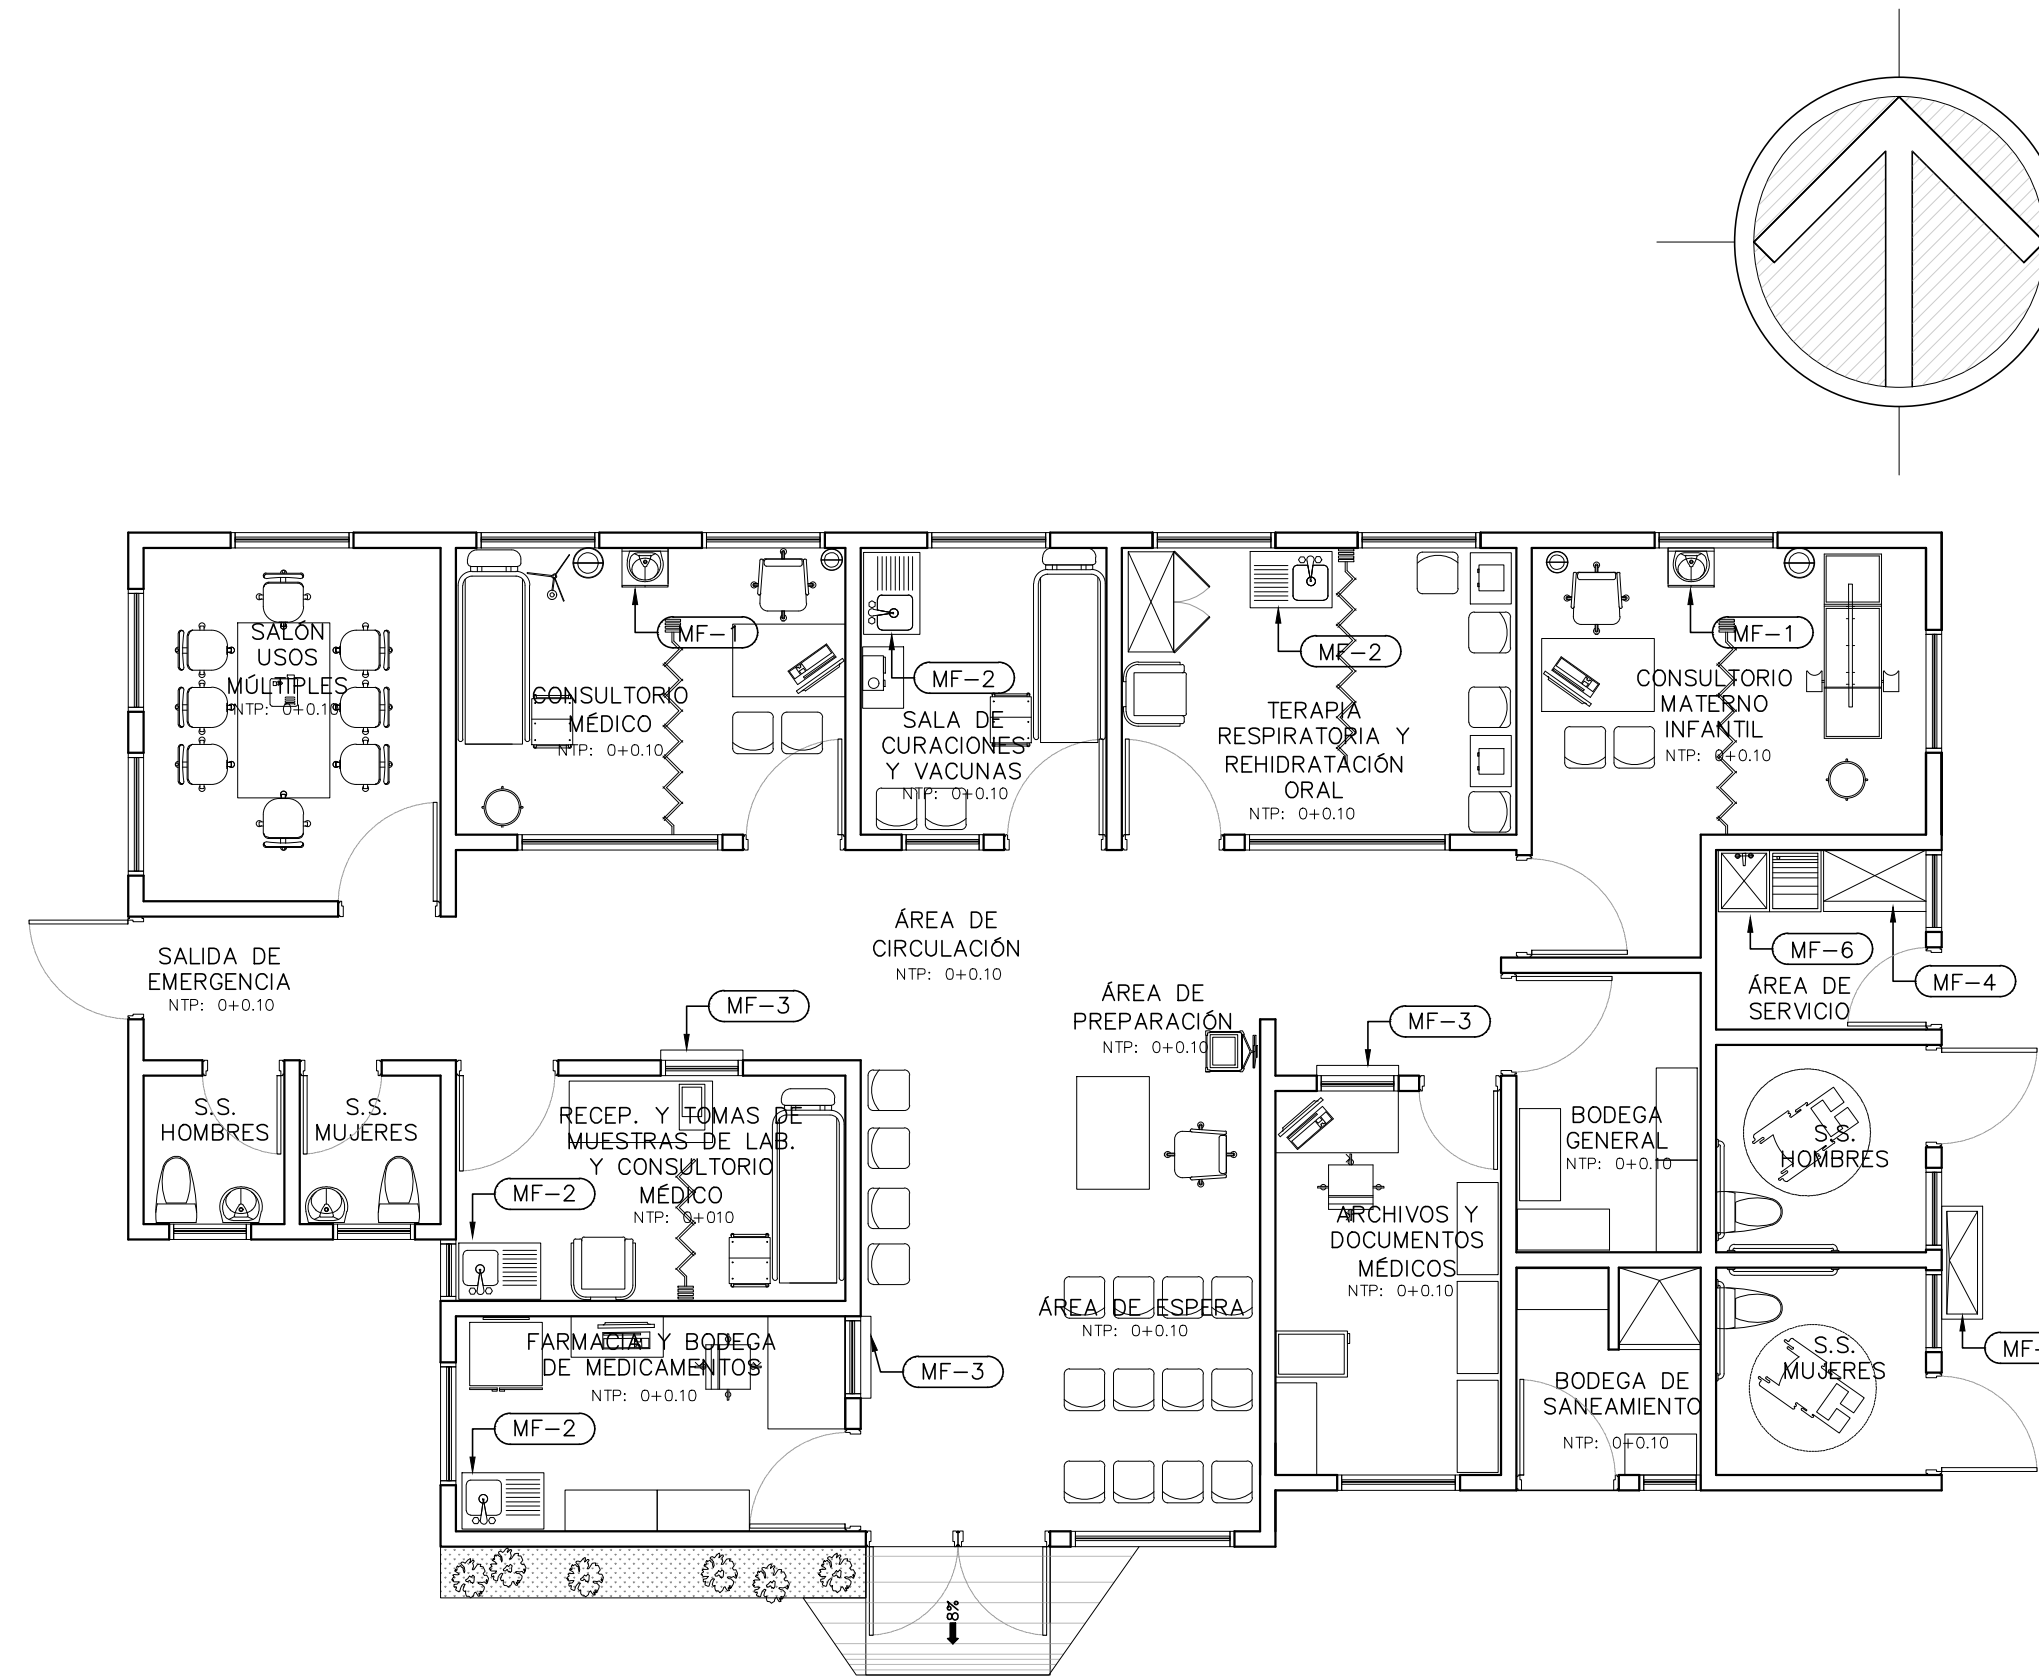 MF-1
SALÓN
USOS
MÚLTIPLES
NTP: 0+0.10
CONSULTORIO
MÉDICO
NTP: 0+0.10
MF-2
SALA DE
CURACIONES
Y VACUNAS
NTP: 0+0.10
MF-2
TERAPIA
RESPIRATORIA Y
REHIDRATACIÓN
ORAL
NTP: 0+0.10
MF-1
CONSULTORIO
MATERNO
INFANTIL
NTP: 0+0.10
SALIDA DE
EMERGENCIA
NTP: 0+0.10
ÁREA DE
CIRCULACIÓN
NTP: 0+0.10
MF-6
MF-4
ÁREA DE
SERVICIO
MF-3
ÁREA DE
PREPARACIÓN
NTP: 0+0.10
MF-3
S.S.
HOMBRES
S.S.
MUJERES
RECEP. Y TOMAS DE
MUESTRAS DE LAB.
Y CONSULTORIO
MÉDICO
NTP: 0+010
MF-2
BODEGA
GENERAL
NTP: 0+0.10
S.S.
HOMBRES
ARCHIVOS Y
DOCUMENTOS
MÉDICOS
NTP: 0+0.10
ÁREA DE ESPERA
NTP: 0+0.10
FARMACIA Y BODEGA
DE MEDICAMENTOS
NTP: 0+0.10
MF-3
MF-2
BODEGA DE
SANEAMIENTO
NTP: 0+0.10
S.S.
MUJERES
MF-
8%